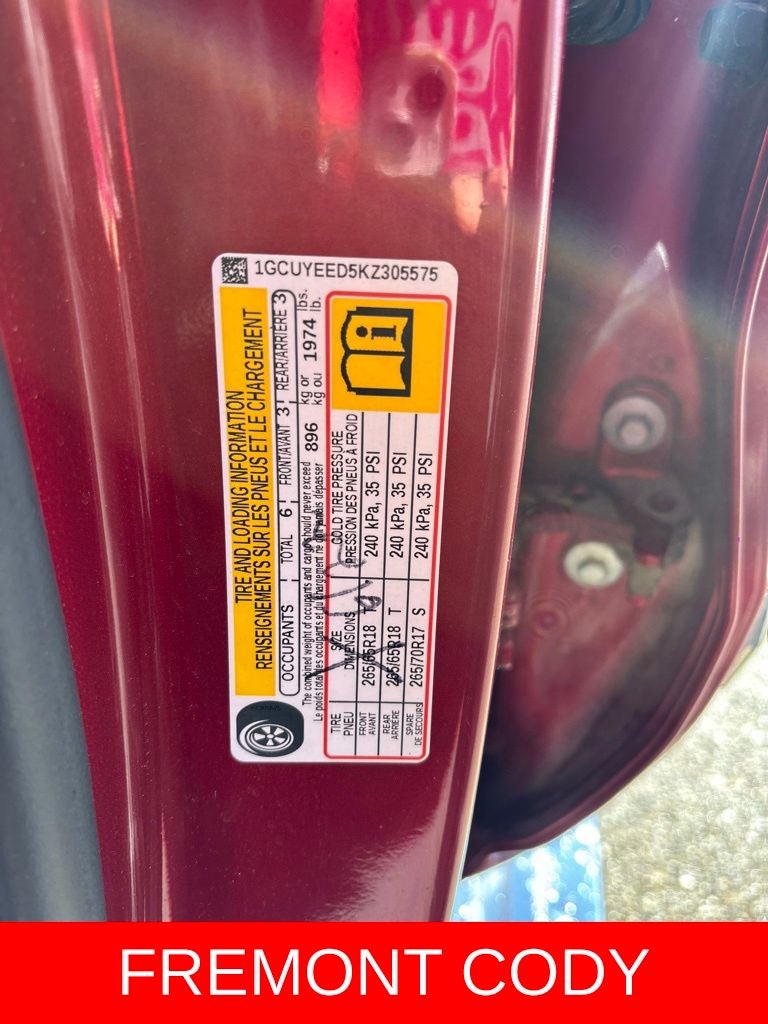 1GCUYEED5KZ305575
TIRE AND LOADING INFORMATION
RENSEIGNEMENTS SUR LES PNEUS ET LE CHARGEMENT
OCCUPANTS TOTAL 6 FRONT/AVANT 3 REAR/ARRIÈRE 3
The combined weight of occupants and cargo should never exceed 896 kg or 1974 lbs.
Le poids total des occupants et du chargement ne doit jamais dépasser kg ou lb.
TIRE SIZE COLD TIRE PRESSURE
PNEU DIMENSIONS PRESSION DES PNEUS À FROID
FRONT
AVANT 265/65R18 T 240 kPa, 35 PSI
REAR
ARRIÈRE 265/65R18 T 240 kPa, 35 PSI
SPARE
DE SECOURS 265/70R17 S 240 kPa, 35 PSI
FREMONT CODY